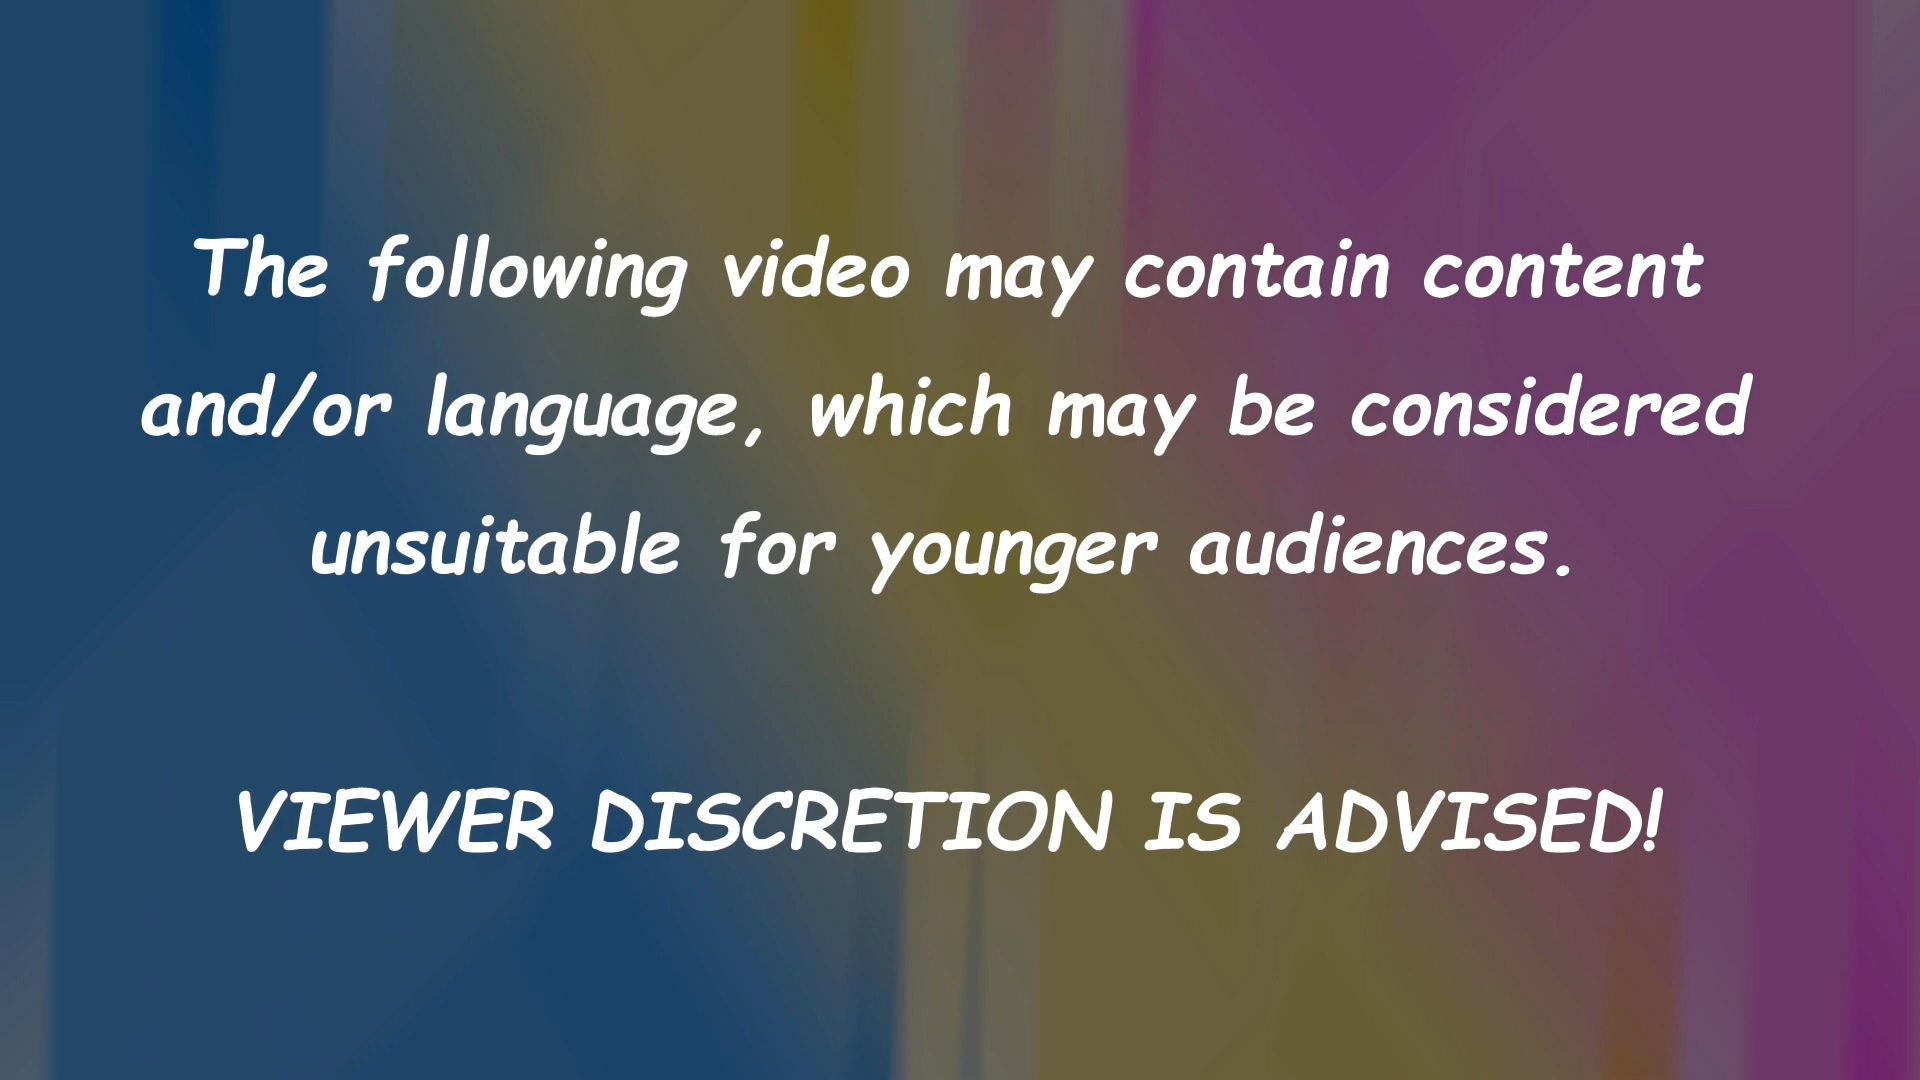 The following video may contain content
and/or language, which may be considered
unsuitable for younger audiences.
VIEWER DISCRETION IS ADVISED!